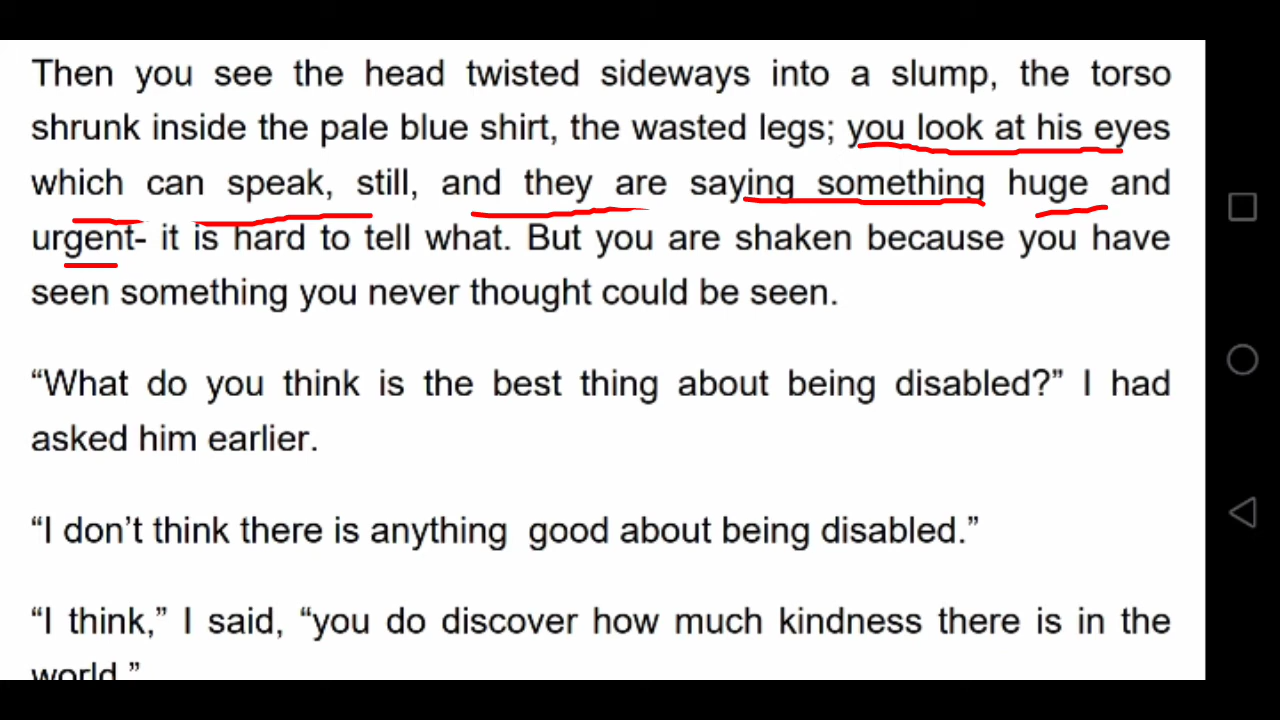 Then you see the head twisted sideways into a slump, the torso
shrunk inside the pale blue shirt, the wasted legs; you look at his eyes
which can speak, still, and they are saying something huge and
urgent- it is hard to tell what. But you are shaken because you have
seen something you never thought could be seen.
“What do you think is the best thing about being disabled?” I had
asked him earlier.
“I don’t think there is anything  good about being disabled.”
“I think,” I said, “you do discover how much kindness there is in the
world.”